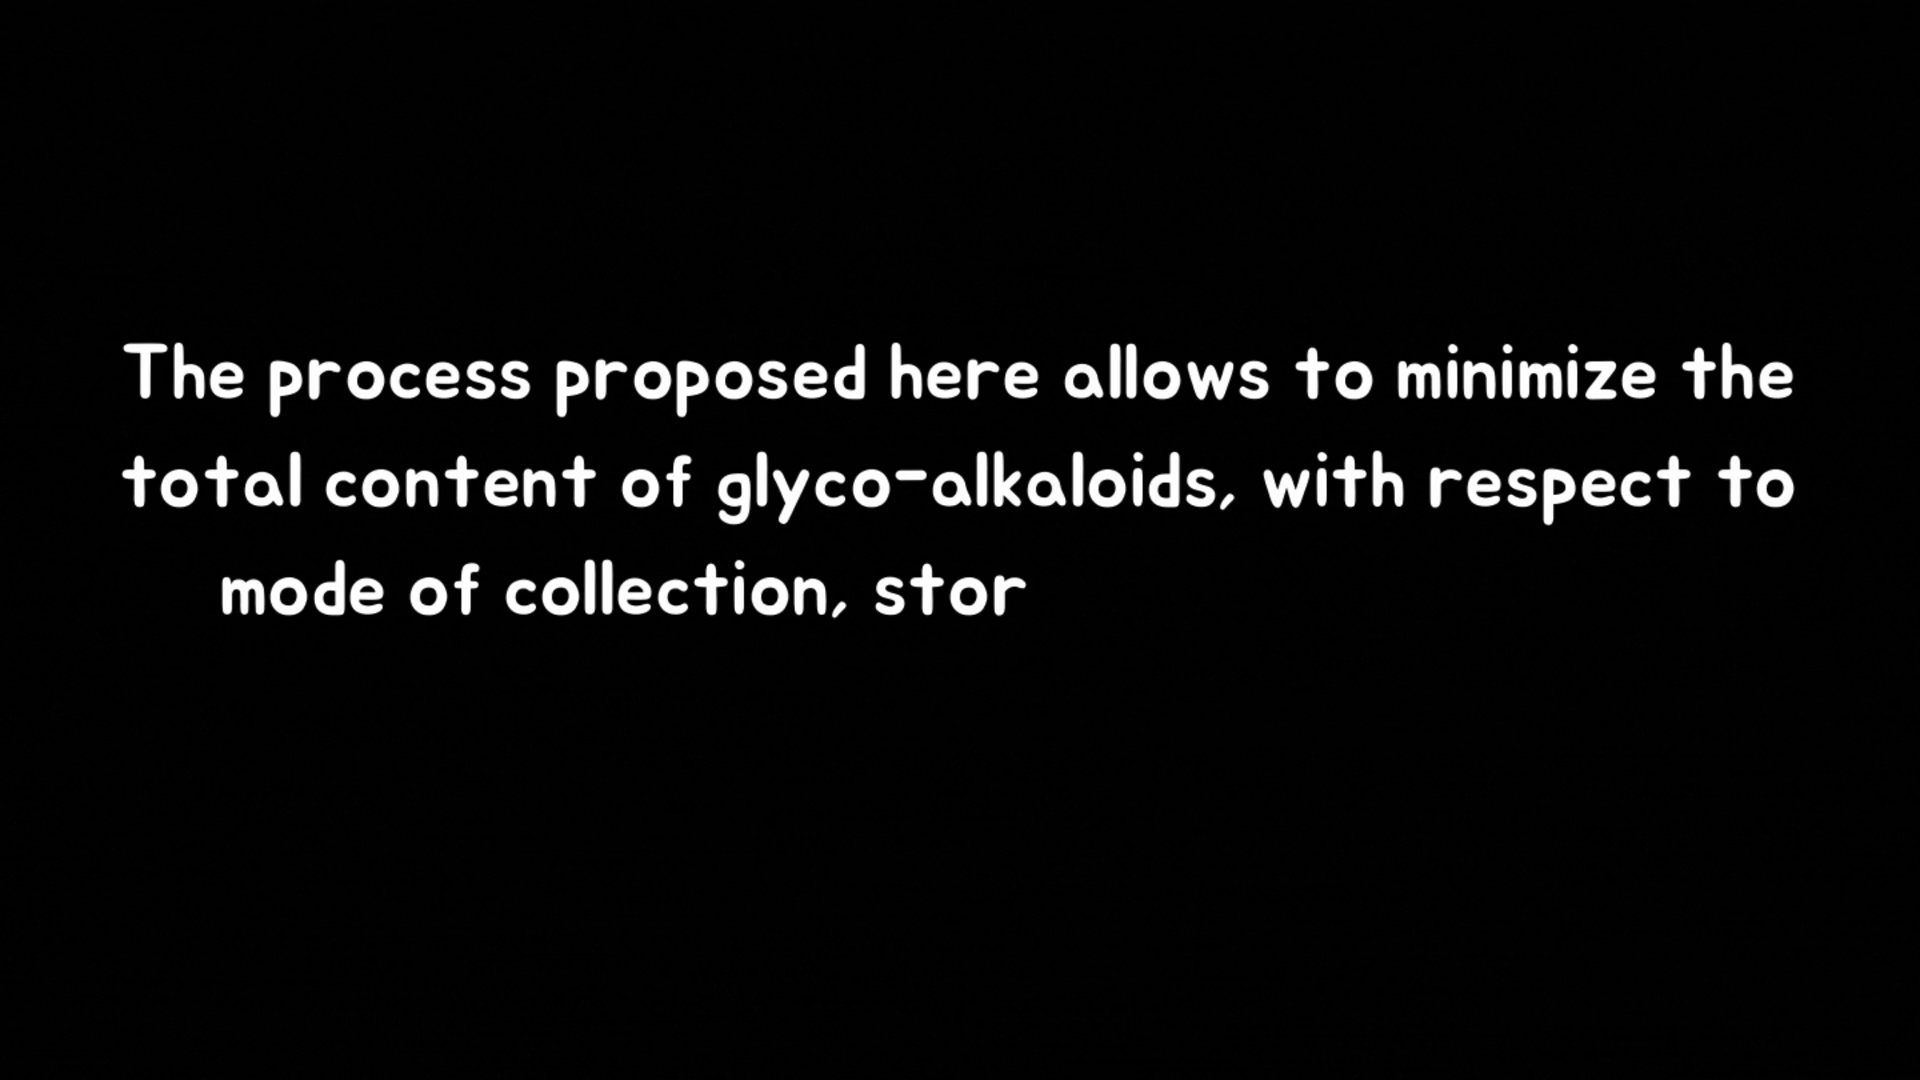 The process proposed here allows to minimize the
total content of glyco-alkaloids, with respect to
mode of collection, stor